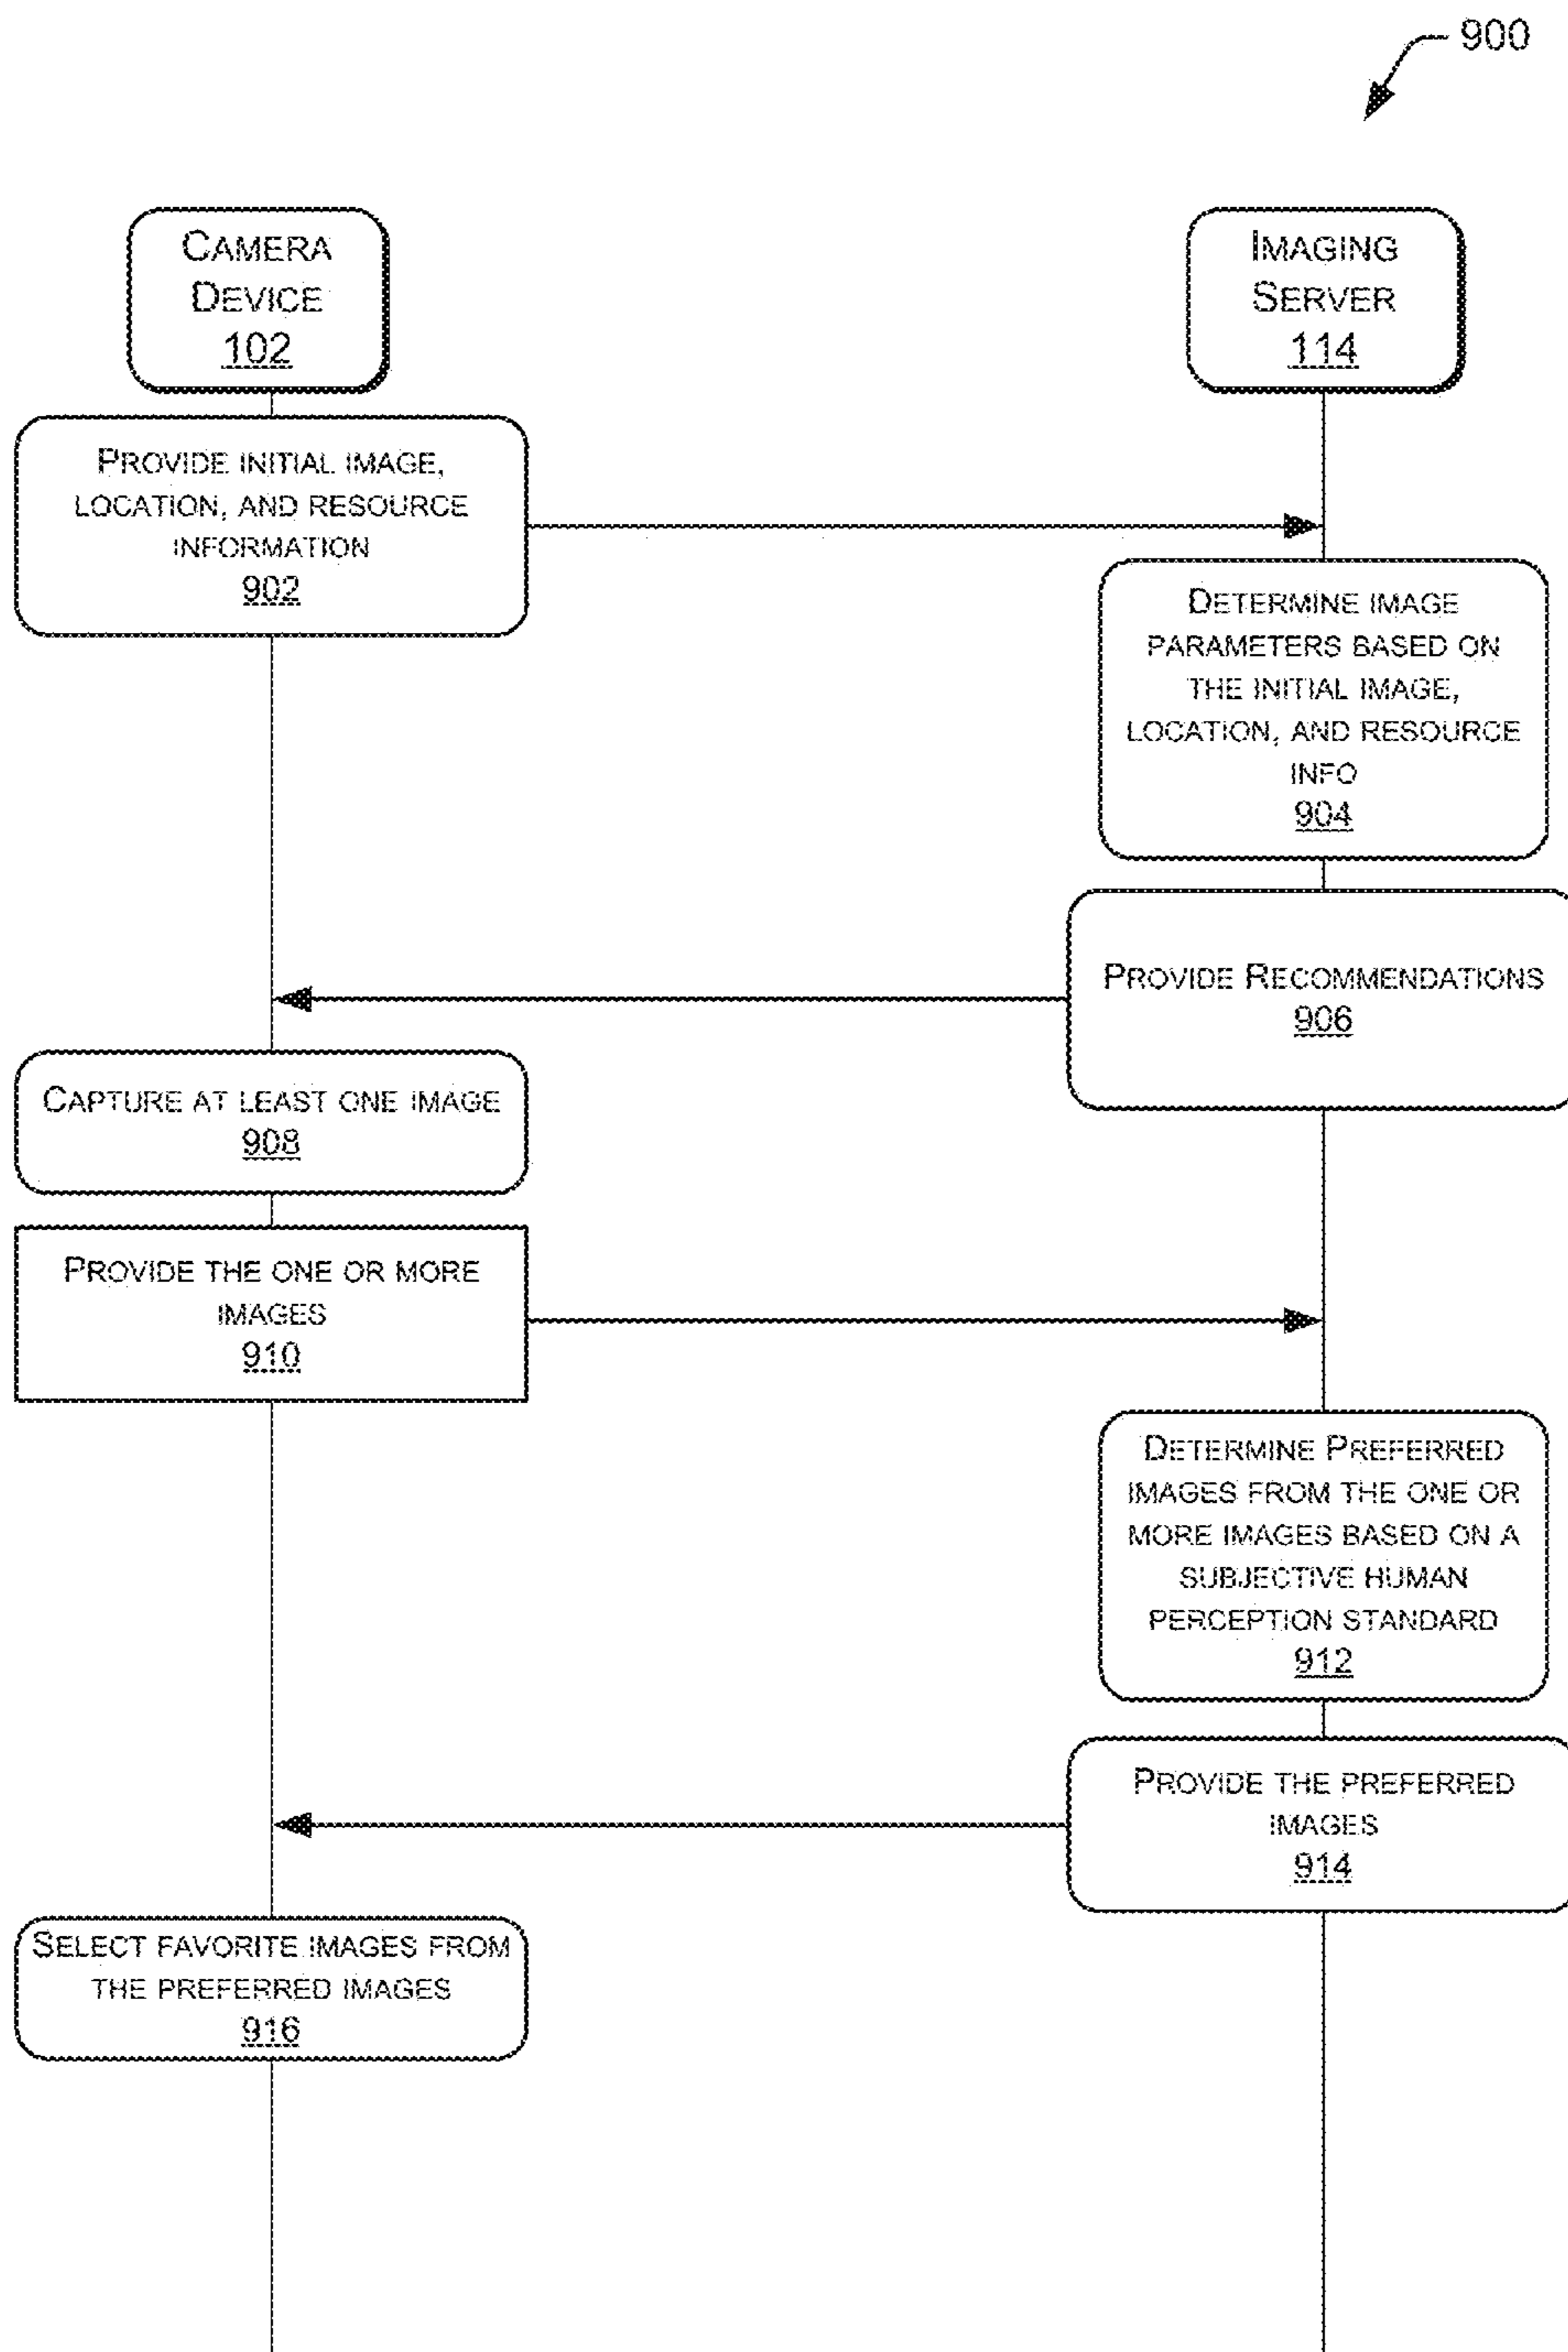 900
CAMERA
DEVICE
102
IMAGING
SERVER
114
PROVIDE INITIAL IMAGE,
LOCATION, AND RESOURCE
INFORMATION
902
DETERMINE IMAGE
PARAMETERS BASED ON
THE INITIAL IMAGE,
LOCATION, AND RESOURCE
INFO
904
PROVIDE RECOMMENDATIONS
906
CAPTURE AT LEAST ONE IMAGE
908
PROVIDE THE ONE OR MORE
IMAGES
910
DETERMINE PREFERRED
IMAGES FROM THE ONE OR
MORE IMAGES BASED ON A
SUBJECTIVE HUMAN
PERCEPTION STANDARD
912
PROVIDE THE PREFERRED
IMAGES
914
SELECT FAVORITE IMAGES FROM
THE PREFERRED IMAGES
916